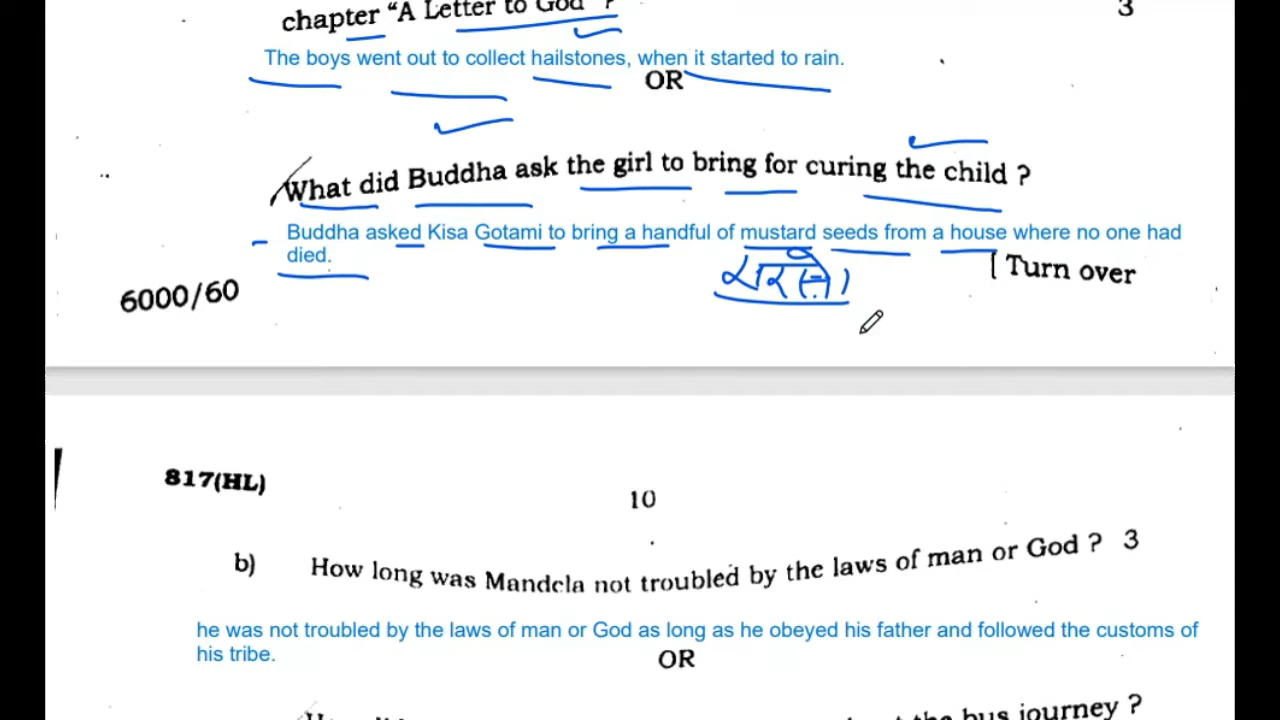 chapter "A Letter to God" ? 3
The boys went out to collect hailstones, when it started to rain.
OR
What did Buddha ask the girl to bring for curing the child ?
Buddha asked Kisa Gotami to bring a handful of mustard seeds from a house where no one had
died.
[ Turn over
6000/60
817(HL)
10
b) How long was Mandela not troubled by the laws of man or God ? 3
he was not troubled by the laws of man or God as long as he obeyed his father and followed the customs of
his tribe.
OR
the bus journey ?